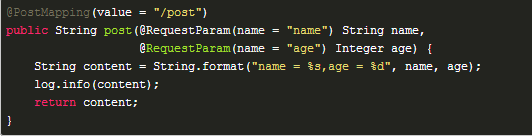 @PostMapping(value = "/post")
public String post(@RequestParam(name = "name") String name,
                   @RequestParam(name = "age") Integer age) {
    String content = String.format("name = %s,age = %d", name, age);
    log.info(content);
    return content;
}